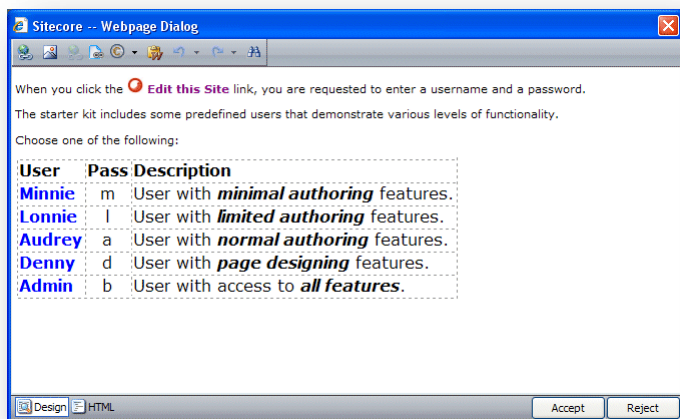 Sitecore -- Webpage Dialog
When you click the Edit this Site link, you are requested to enter a username and a password.
The starter kit includes some predefined users that demonstrate various levels of functionality.
Choose one of the following:
User Pass Description
Minnie m User with minimal authoring features.
Lonnie l User with limited authoring features.
Audrey a User with normal authoring features.
Denny d User with page designing features.
Admin b User with access to all features.
Design HTML Accept Reject